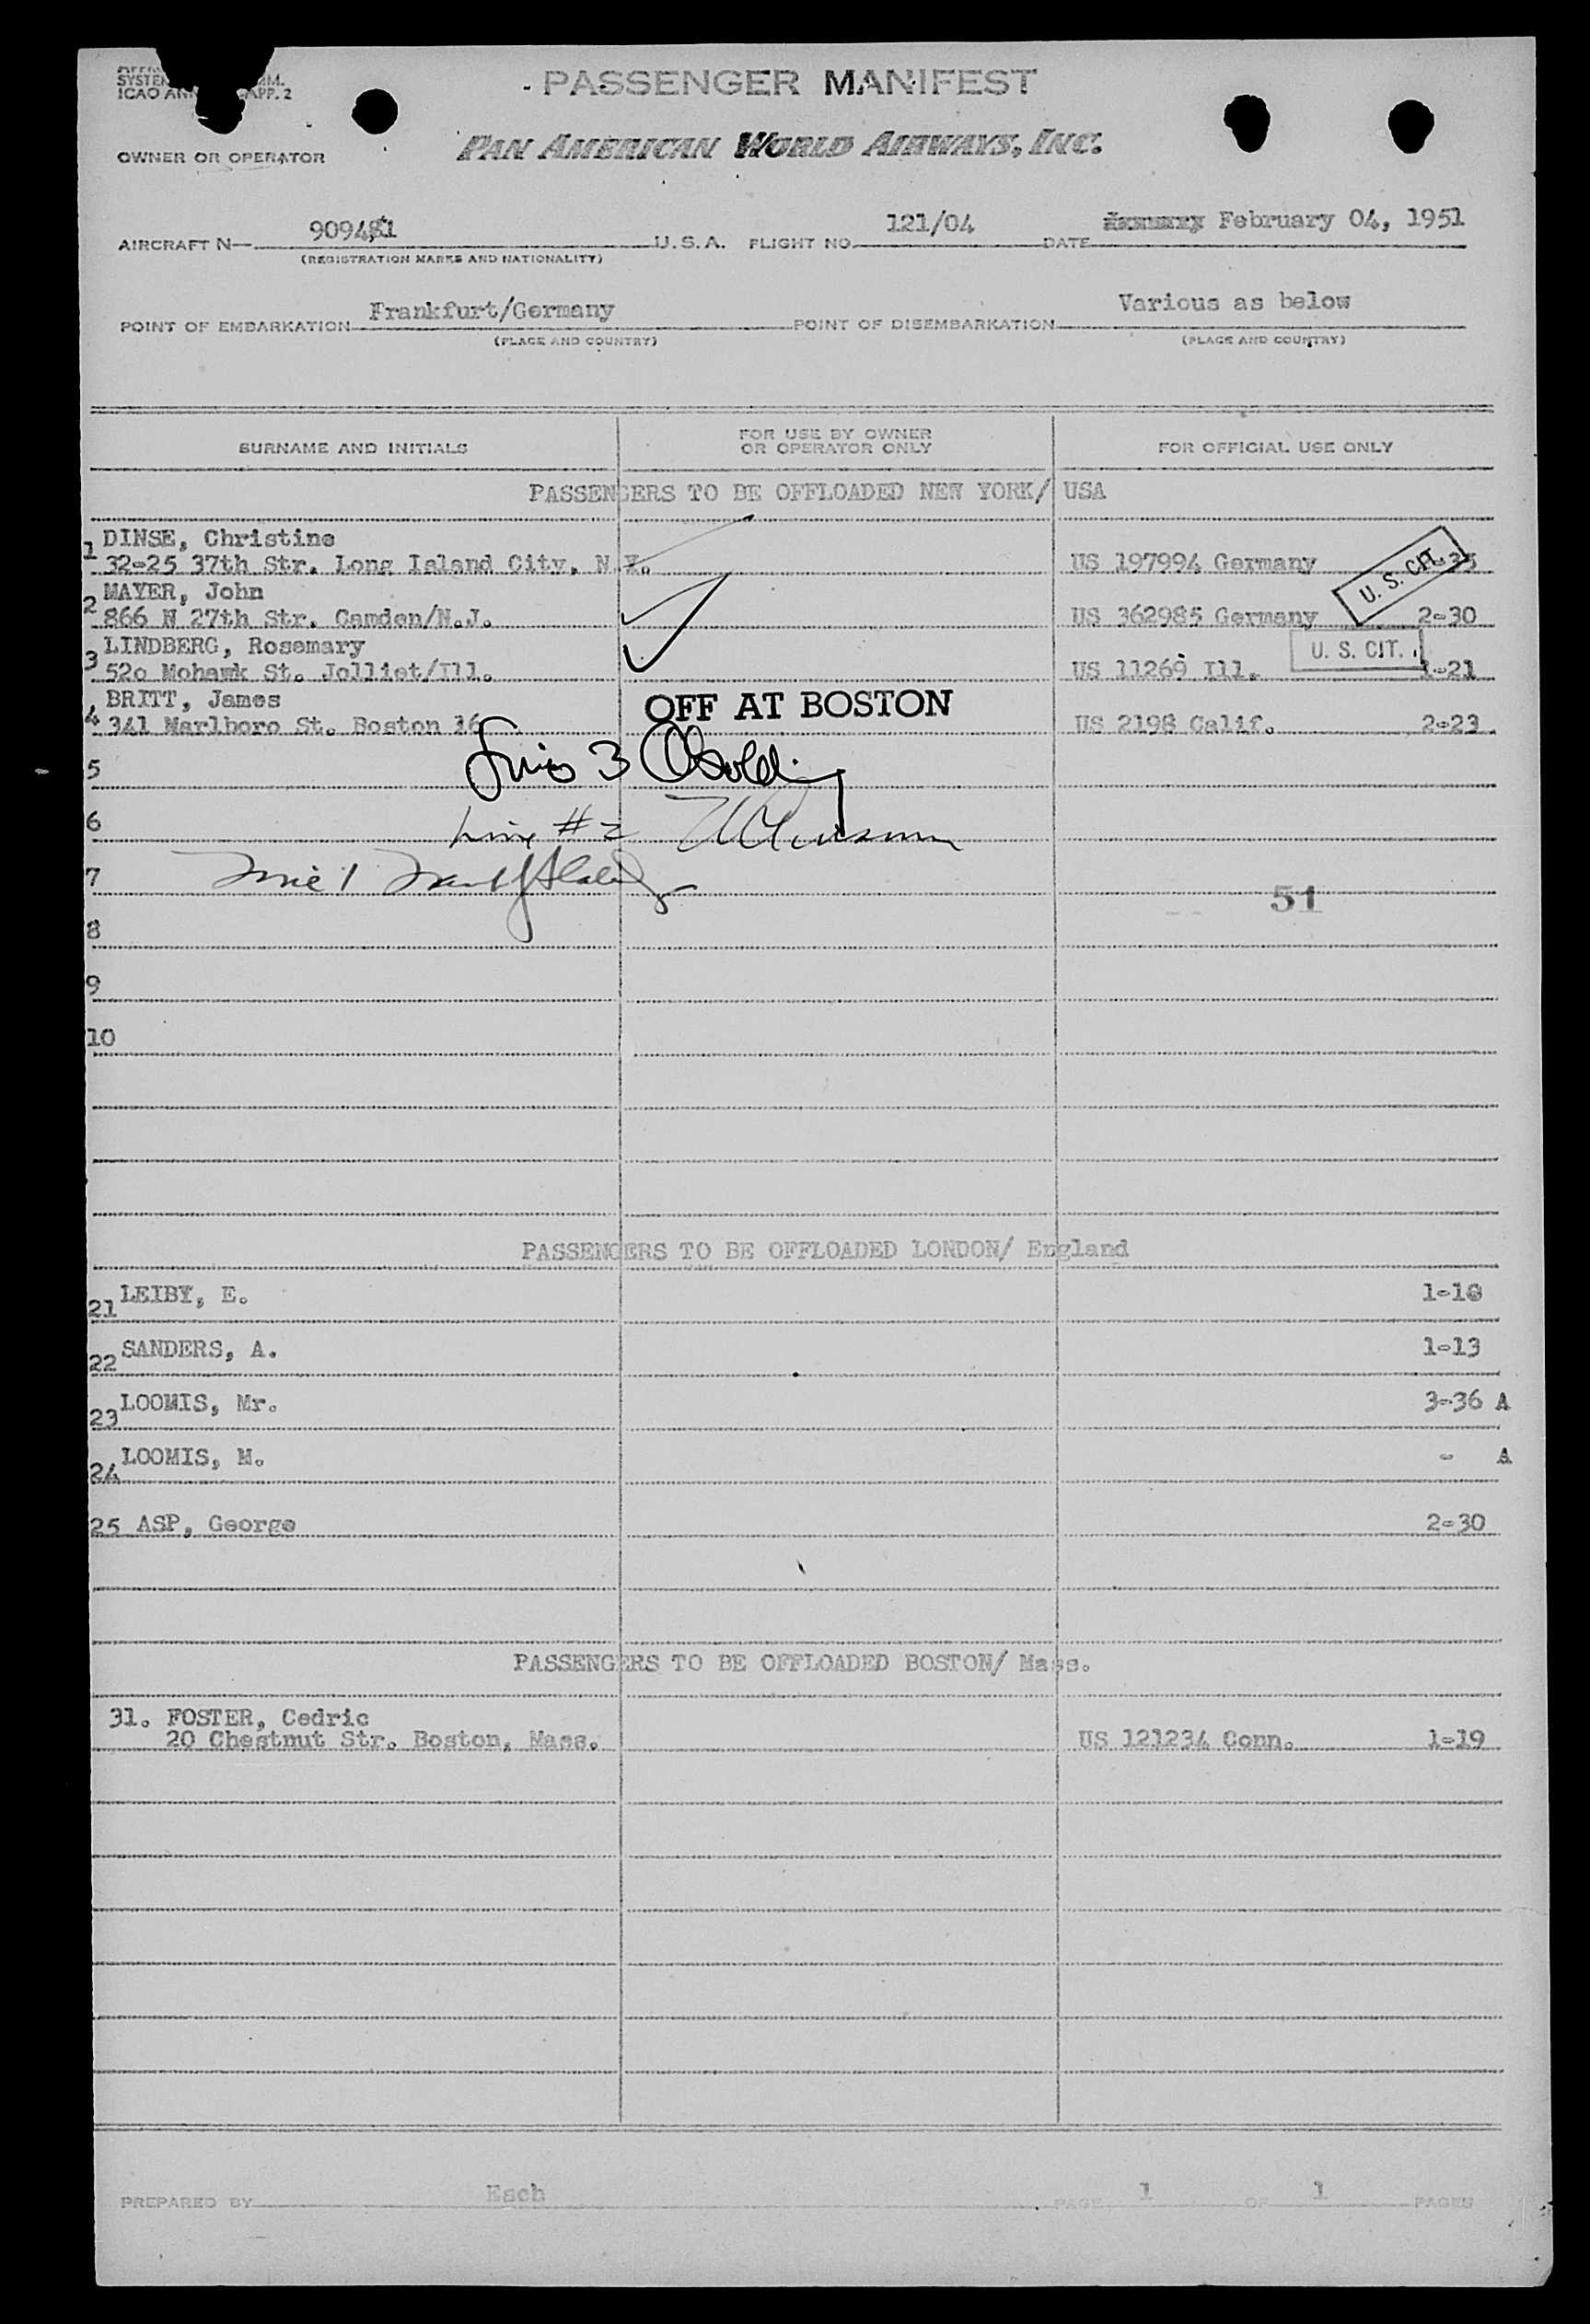 PASSENGER MANIFEST
ICAO APP. 2
OWNER OR OPERATOR PAN AMERICAN WORLD AIRWAYS, INC.
AIRCRAFT N— U.S.A. FLIGHT NO. 121/04 DATE February 04, 1951
(REGISTRATION MARKS AND NATIONALITY)
POINT OF EMBARKATION Frankfurt/Germany POINT OF DISEMBARKATION Various as below
(PLACE AND COUNTRY) (PLACE AND COUNTRY)
SURNAME AND INITIALS FOR USE BY OWNER OR OPERATOR ONLY FOR OFFICIAL USE ONLY
PASSENGERS TO BE OFFLOADED NEW YORK/ USA
1 DINSE, Christine
32-25 37th Str. Long Island City, N.Y. US 197994 Germany U. S. CIT.
2 MAYER, John
866 N 27th Str. Camden/N.J. US 362985 Germany 2-30
3 LINDBERG, Rosemary U. S. CIT.
520 Mohawk St. Jolliet/Ill. US 11269 Ill. 1-21
4 BRITT, James OFF AT BOSTON
341 Marlboro St. Boston 16 US 2198 Calif. 2-23
5
6 Line #2
7
51
8
9
10
PASSENGERS TO BE OFFLOADED LONDON/ England
21 LEIBY, E. 1-18
22 SANDERS, A. 1-13
23 LOOMIS, Mr. 3-36 A
24 LOOMIS, M. - A
25 ASP, George 2-30
PASSENGERS TO BE OFFLOADED BOSTON/ Mass.
31. FOSTER, Cedric
20 Chestnut Str. Boston, Mass. US 121234 Conn. 1-19
PREPARED BY Esch PAGE 1 OF 1 PAGES